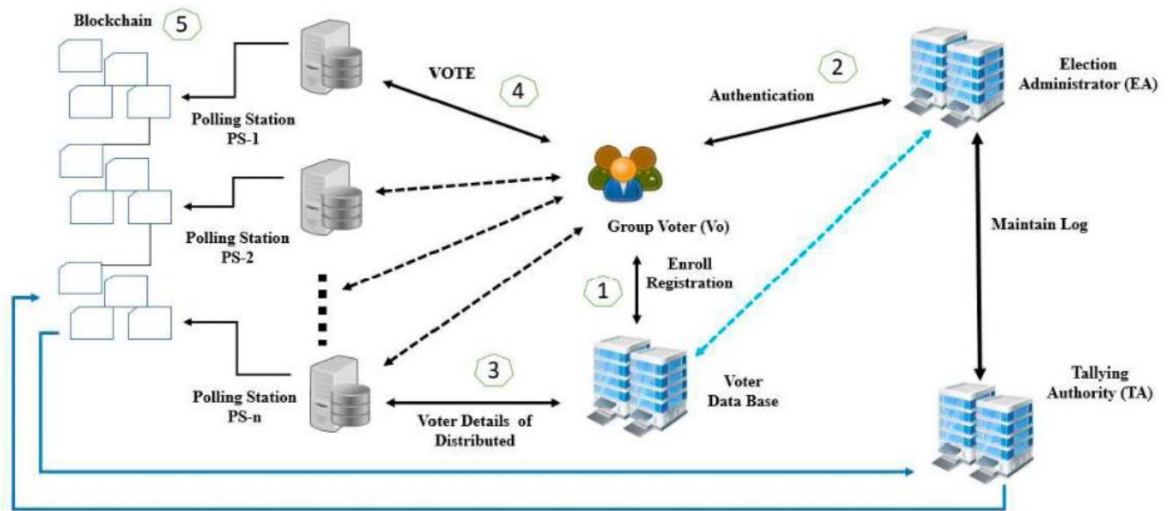 Blockchain
5
Polling Station
PS-1
VOTE
4
2
Authentication
Election
Administrator (EA)
Polling Station
PS-2
Group Voter (Vo)
Maintain Log
1
Enroll
Registration
3
Polling Station
PS-n
Voter Details of
Distributed
Voter
Data Base
Tallying
Authority (TA)